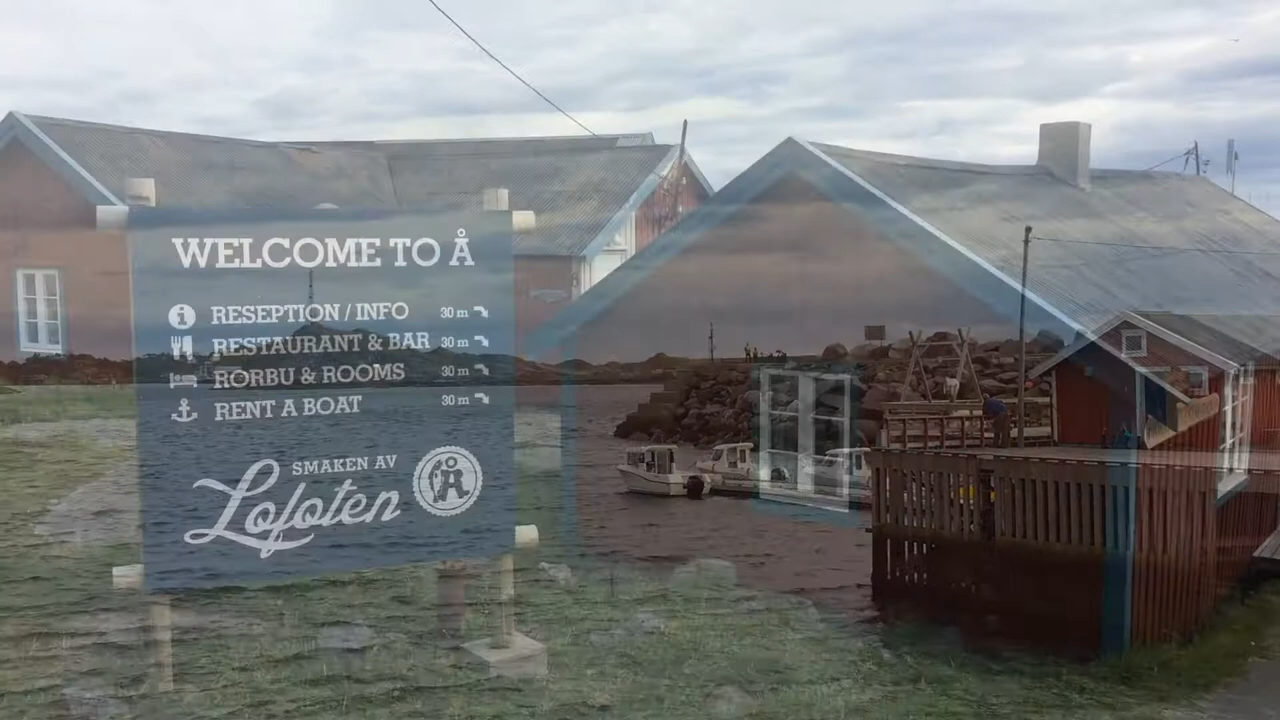 WELCOME TO Å
RESEPTION / INFO 30 m
RESTAURANT & BAR 30 m
RORBU & ROOMS 30 m
RENT A BOAT 30 m
SMAKEN AV
Lofoten
Å